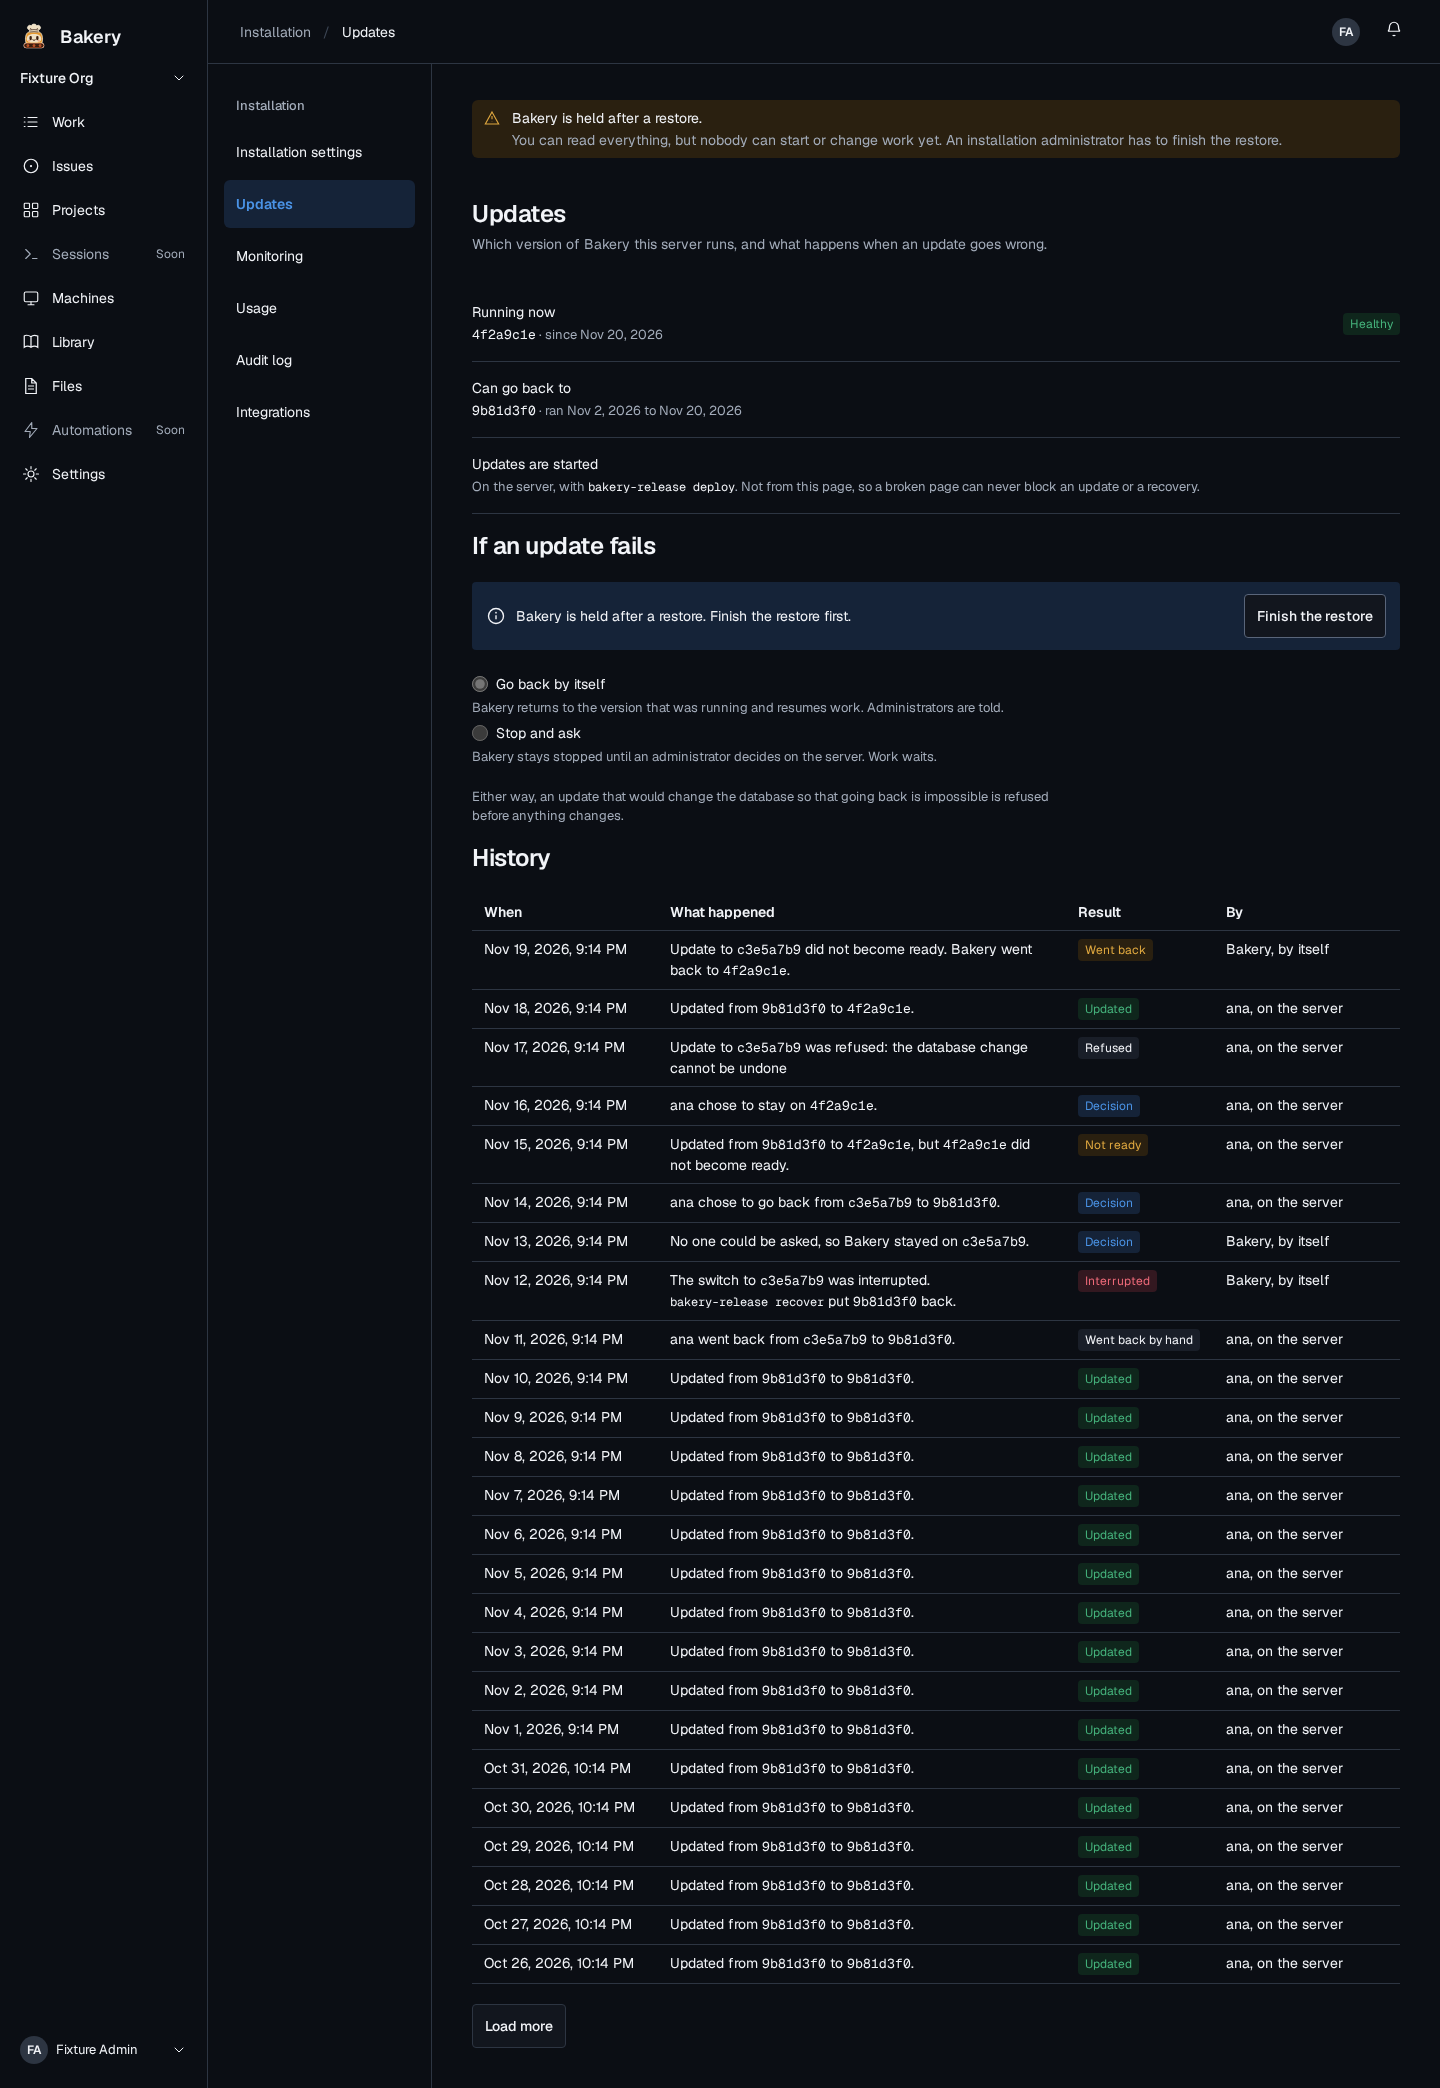 Bakery
Fixture Org
Work
Issues
Projects
Sessions Soon
Machines
Library
Files
Automations Soon
Settings
FA Fixture Admin
Installation / Updates
FA
Installation
Installation settings
Updates
Monitoring
Usage
Audit log
Integrations
Bakery is held after a restore.
You can read everything, but nobody can start or change work yet. An installation administrator has to finish the restore.
Updates
Which version of Bakery this server runs, and what happens when an update goes wrong.
Running now
4f2a9c1e · since Nov 20, 2026
Healthy
Can go back to
9b81d3f0 · ran Nov 2, 2026 to Nov 20, 2026
Updates are started
On the server, with bakery-release deploy. Not from this page, so a broken page can never block an update or a recovery.
If an update fails
Bakery is held after a restore. Finish the restore first.
Finish the restore
Go back by itself
Bakery returns to the version that was running and resumes work. Administrators are told.
Stop and ask
Bakery stays stopped until an administrator decides on the server. Work waits.
Either way, an update that would change the database so that going back is impossible is refused
before anything changes.
History
When What happened Result By
Nov 19, 2026, 9:14 PM Update to c3e5a7b9 did not become ready. Bakery went Went back Bakery, by itself
back to 4f2a9c1e.
Nov 18, 2026, 9:14 PM Updated from 9b81d3f0 to 4f2a9c1e. Updated ana, on the server
Nov 17, 2026, 9:14 PM Update to c3e5a7b9 was refused: the database change Refused ana, on the server
cannot be undone
Nov 16, 2026, 9:14 PM ana chose to stay on 4f2a9c1e. Decision ana, on the server
Nov 15, 2026, 9:14 PM Updated from 9b81d3f0 to 4f2a9c1e, but 4f2a9c1e did Not ready ana, on the server
not become ready.
Nov 14, 2026, 9:14 PM ana chose to go back from c3e5a7b9 to 9b81d3f0. Decision ana, on the server
Nov 13, 2026, 9:14 PM No one could be asked, so Bakery stayed on c3e5a7b9. Decision Bakery, by itself
Nov 12, 2026, 9:14 PM The switch to c3e5a7b9 was interrupted. Interrupted Bakery, by itself
bakery-release recover put 9b81d3f0 back.
Nov 11, 2026, 9:14 PM ana went back from c3e5a7b9 to 9b81d3f0. Went back by hand ana, on the server
Nov 10, 2026, 9:14 PM Updated from 9b81d3f0 to 9b81d3f0. Updated ana, on the server
Nov 9, 2026, 9:14 PM Updated from 9b81d3f0 to 9b81d3f0. Updated ana, on the server
Nov 8, 2026, 9:14 PM Updated from 9b81d3f0 to 9b81d3f0. Updated ana, on the server
Nov 7, 2026, 9:14 PM Updated from 9b81d3f0 to 9b81d3f0. Updated ana, on the server
Nov 6, 2026, 9:14 PM Updated from 9b81d3f0 to 9b81d3f0. Updated ana, on the server
Nov 5, 2026, 9:14 PM Updated from 9b81d3f0 to 9b81d3f0. Updated ana, on the server
Nov 4, 2026, 9:14 PM Updated from 9b81d3f0 to 9b81d3f0. Updated ana, on the server
Nov 3, 2026, 9:14 PM Updated from 9b81d3f0 to 9b81d3f0. Updated ana, on the server
Nov 2, 2026, 9:14 PM Updated from 9b81d3f0 to 9b81d3f0. Updated ana, on the server
Nov 1, 2026, 9:14 PM Updated from 9b81d3f0 to 9b81d3f0. Updated ana, on the server
Oct 31, 2026, 10:14 PM Updated from 9b81d3f0 to 9b81d3f0. Updated ana, on the server
Oct 30, 2026, 10:14 PM Updated from 9b81d3f0 to 9b81d3f0. Updated ana, on the server
Oct 29, 2026, 10:14 PM Updated from 9b81d3f0 to 9b81d3f0. Updated ana, on the server
Oct 28, 2026, 10:14 PM Updated from 9b81d3f0 to 9b81d3f0. Updated ana, on the server
Oct 27, 2026, 10:14 PM Updated from 9b81d3f0 to 9b81d3f0. Updated ana, on the server
Oct 26, 2026, 10:14 PM Updated from 9b81d3f0 to 9b81d3f0. Updated ana, on the server
Load more